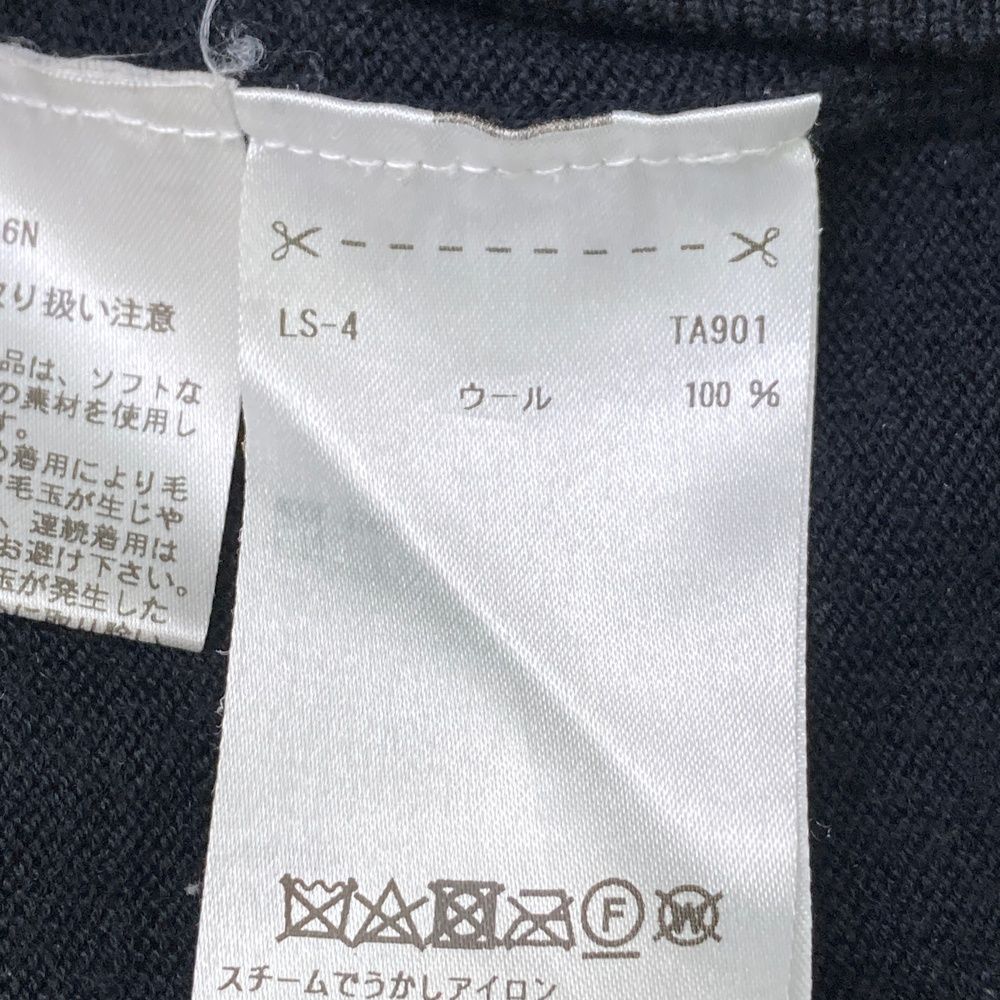 6N
り扱い注意
品は、ソフトな
の素材を使用し
す。
め着用により毛
毛玉が生じや
、連続着用は
お避け下さい。
玉が発生した
LS-4 TA901
ウール 100 %
F
W
スチームでうかしアイロン